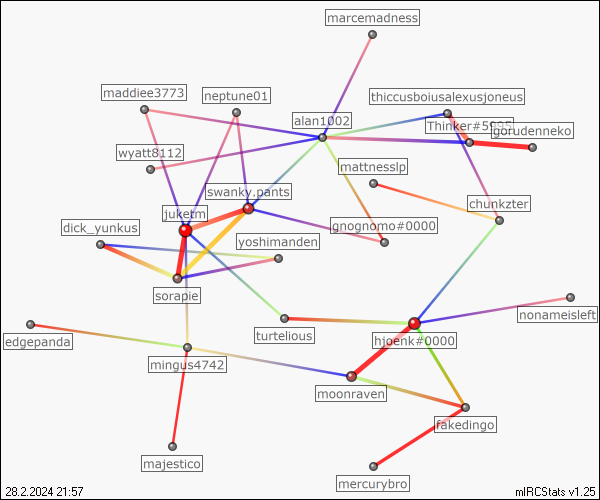 marcemadness
maddiee3773
neptune01
thiccusboiusalexusjoneus
alan1002
Thinker#5995
gorudenneko
wyatt8112
mattnesslp
swanky.pants
chunkzter
juketm
gnognomo#0000
dick_yunkus
yoshimanden
sorapie
nonameisleft
turtelious
hjoenk#0000
edgepanda
mingus4742
moonraven
fakedingo
majestico
mercurybro
28.2.2024 21:57
mIRCStats v1.25